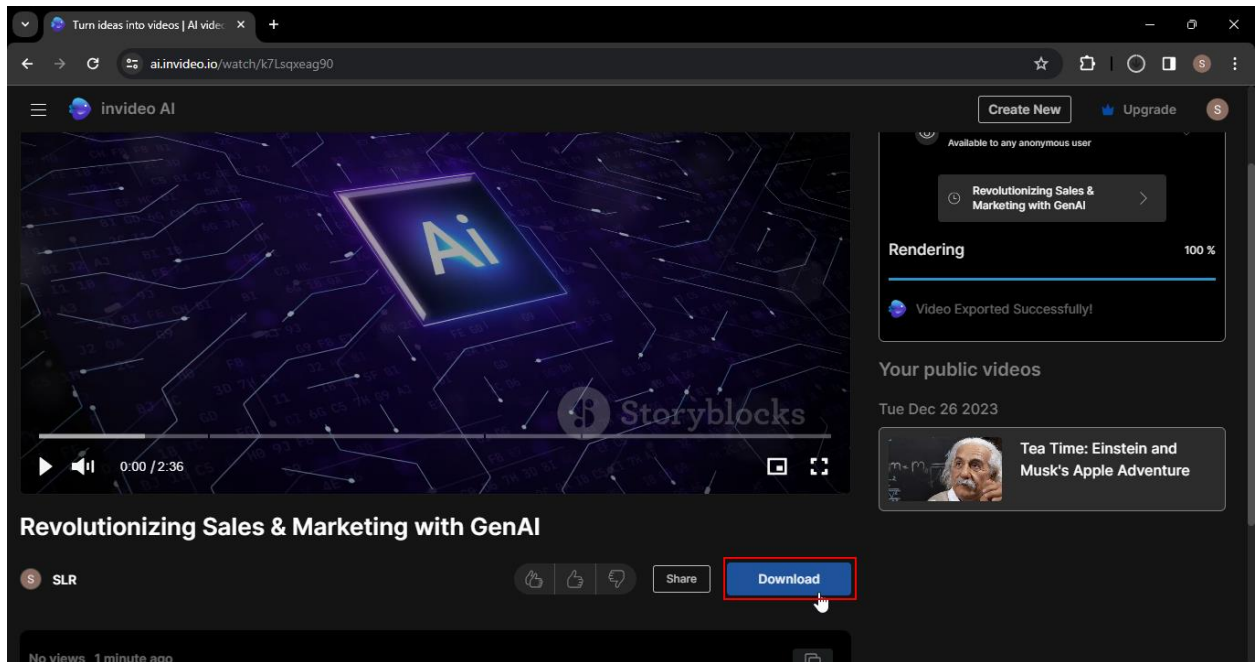 Turn ideas into videos | AI videc
ai.invideo.io/watch/k7Lsqxeag90
S
invideo AI
Create New
Upgrade
S
Ai
Storyblocks
0:00 / 2:36
Available to any anonymous user
Revolutionizing Sales &
Marketing with GenAI
Rendering 100 %
Video Exported Successfully!
Your public videos
Tue Dec 26 2023
Tea Time: Einstein and
Musk's Apple Adventure
Revolutionizing Sales & Marketing with GenAI
S SLR
Share
Download
No views 1 minute ago